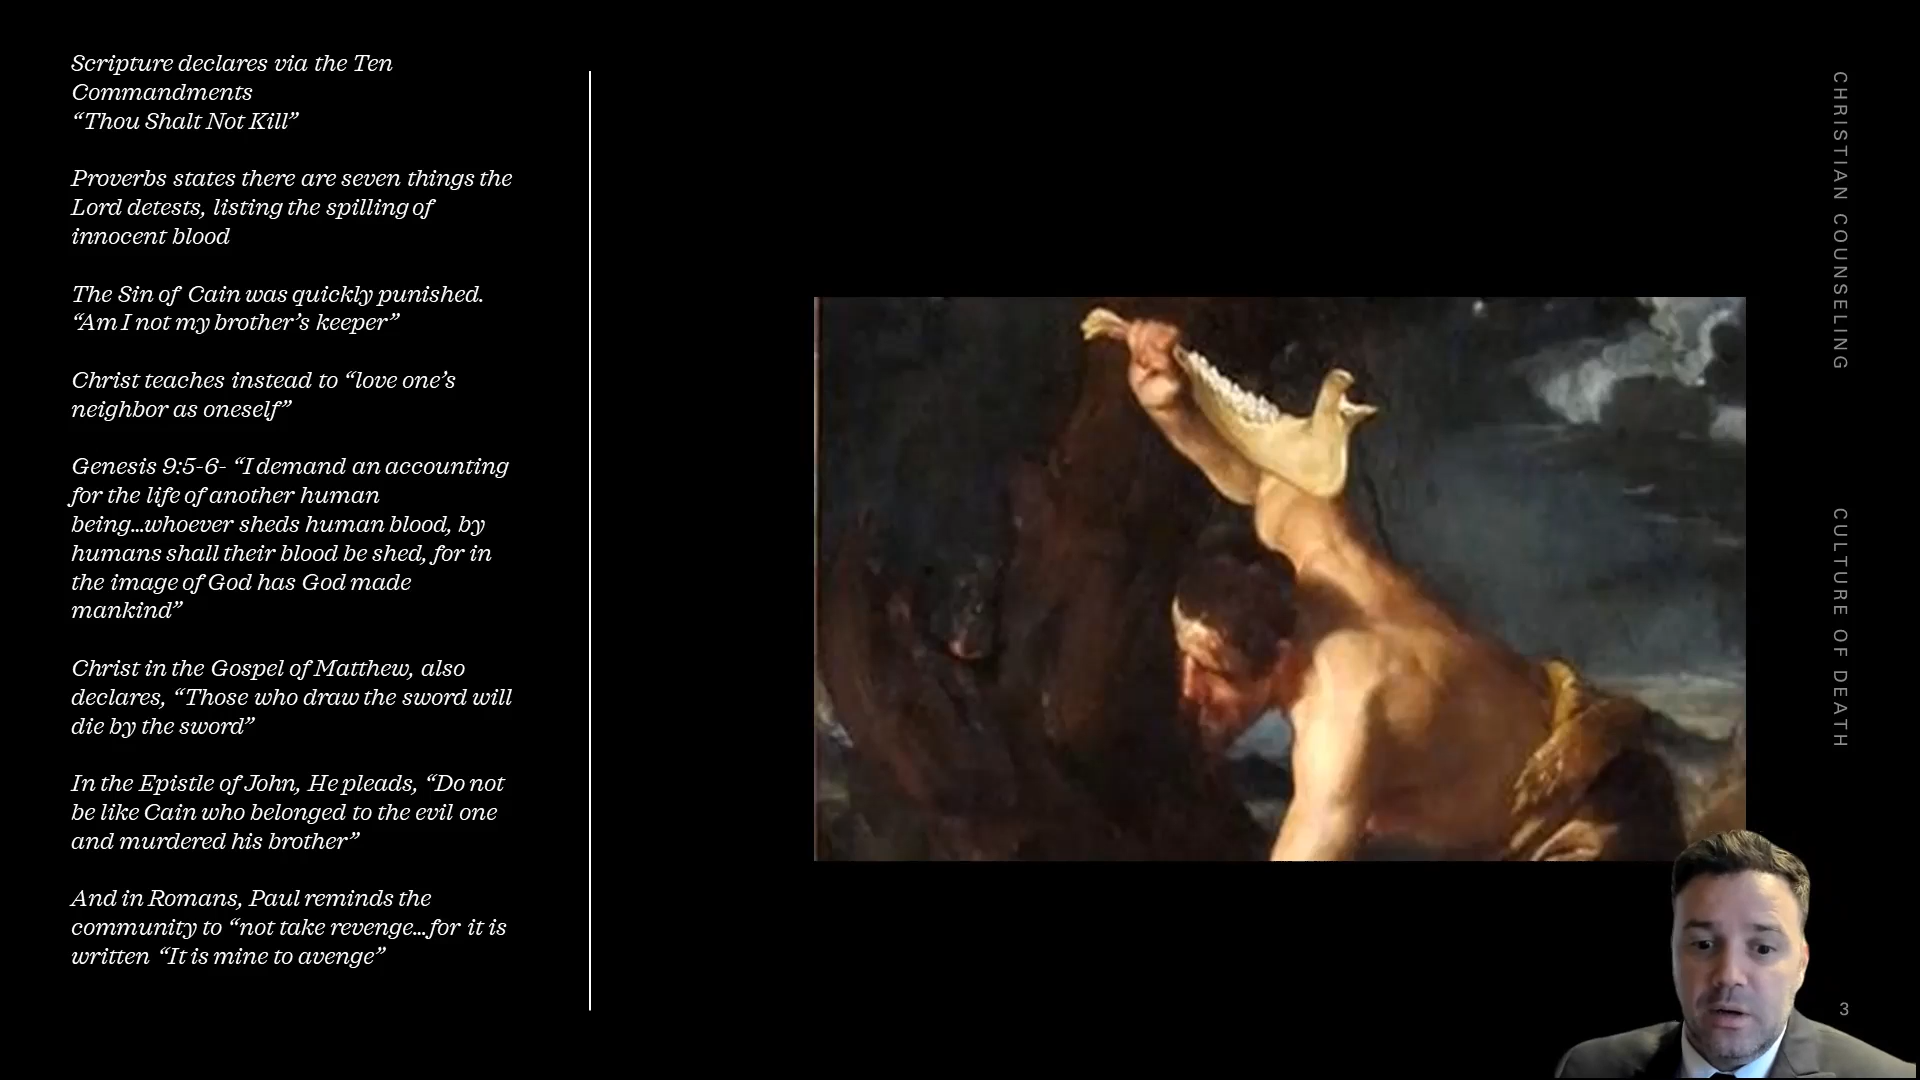 Scripture declares via the Ten
Commandments
“Thou Shalt Not Kill”
Proverbs states there are seven things the
Lord detests, listing the spilling of
innocent blood
The Sin of Cain was quickly punished.
“Am I not my brother’s keeper”
Christ teaches instead to “love one’s
neighbor as oneself”
Genesis 9:5-6- “I demand an accounting
for the life of another human
being...whoever sheds human blood, by
humans shall their blood be shed, for in
the image of God has God made
mankind”
Christ in the Gospel of Matthew, also
declares, “Those who draw the sword will
die by the sword”
In the Epistle of John, He pleads, “Do not
be like Cain who belonged to the evil one
and murdered his brother”
And in Romans, Paul reminds the
community to “not take revenge...for it is
written “It is mine to avenge”
CHRISTIAN COUNSELING
CULTURE OF DEATH
3